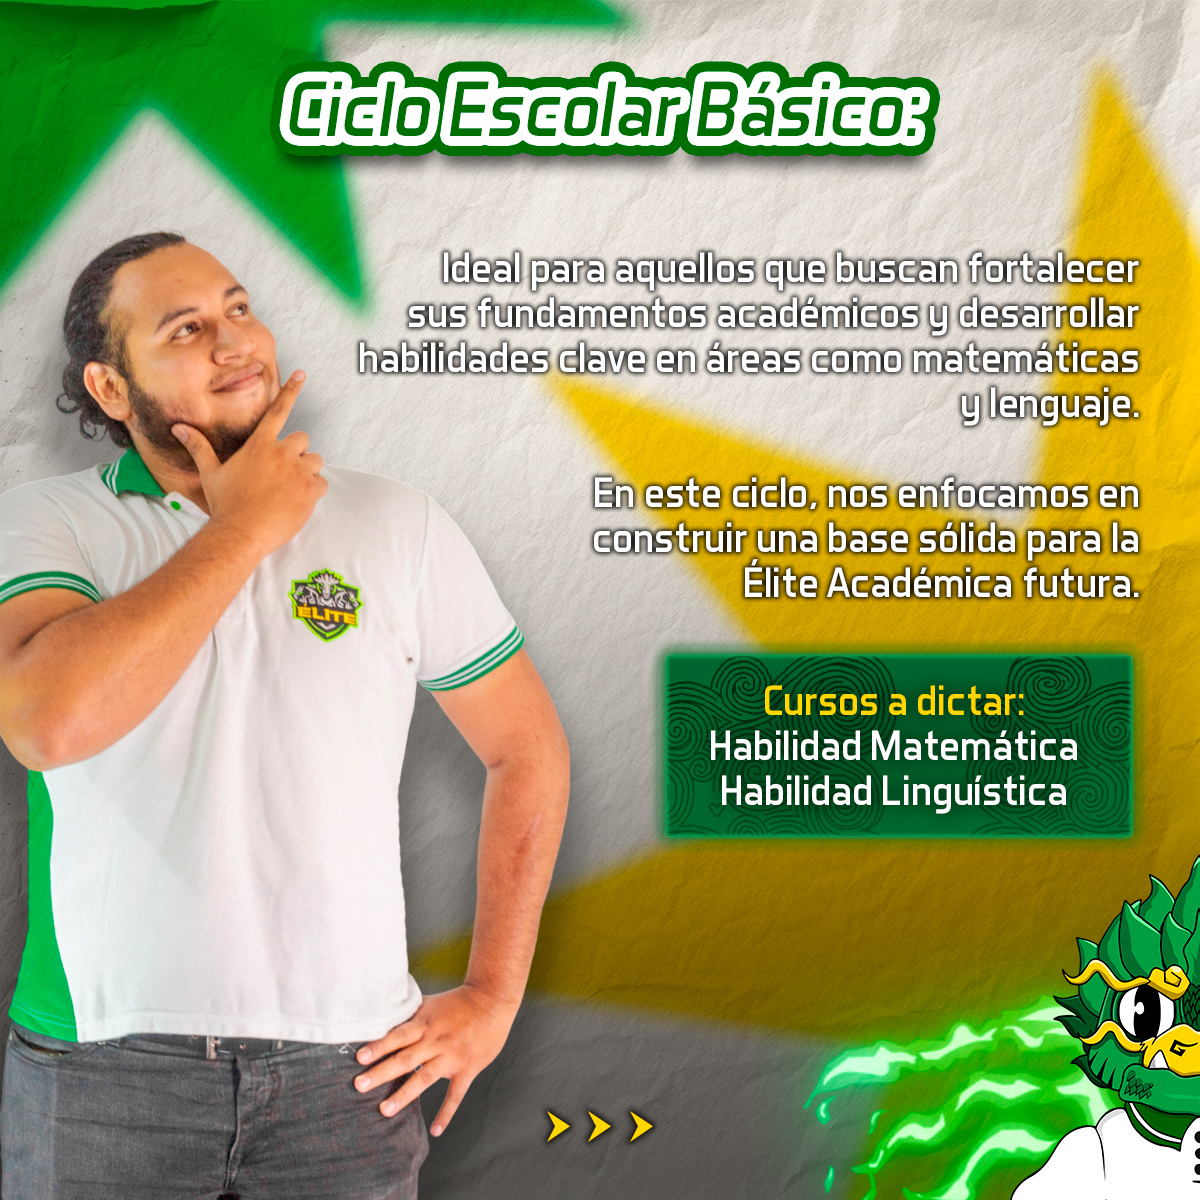 Ciclo Escolar Básico:
Ideal para aquellos que buscan fortalecer
sus fundamentos académicos y desarrollar
habilidades clave en áreas como matemáticas
y lenguaje.
En este ciclo, nos enfocamos en
construir una base sólida para la
Élite Académica futura.
ÉLITE
Cursos a dictar:
Habilidad Matemática
Habilidad Linguística